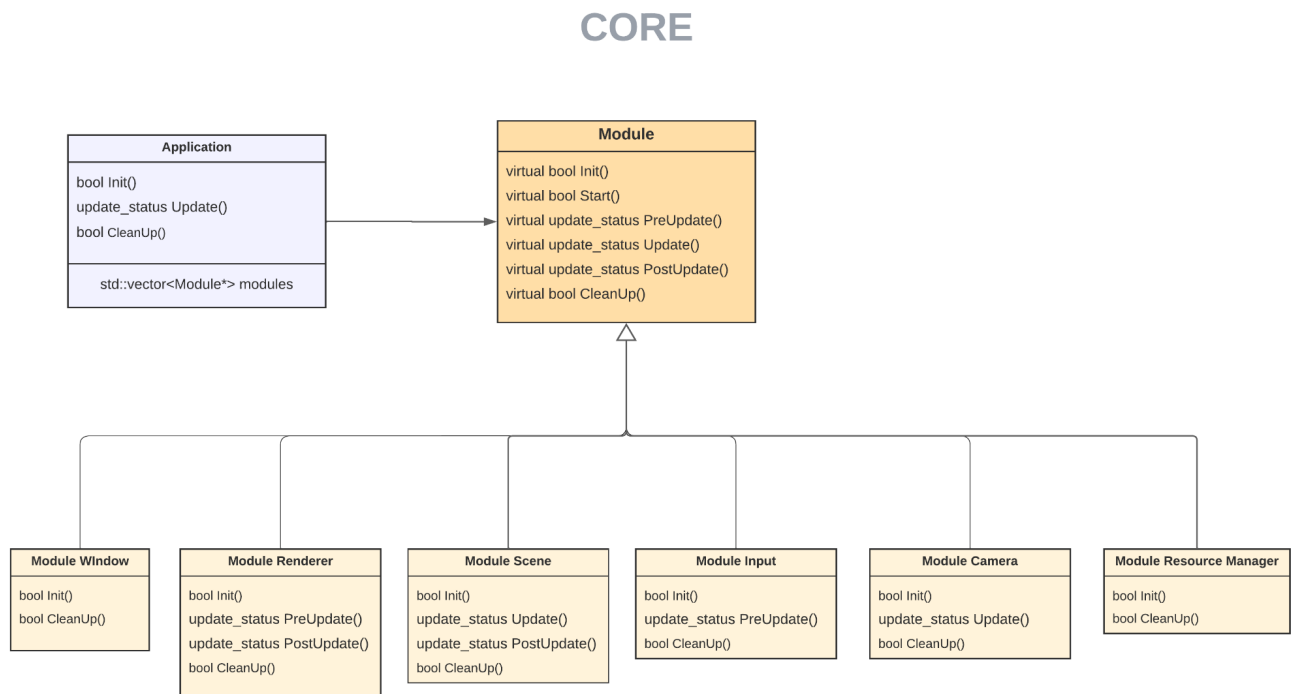 CORE
Application
bool Init()
update_status Update()
bool CleanUp()
std::vector<Module*> modules
Module
virtual bool Init()
virtual bool Start()
virtual update_status PreUpdate()
virtual update_status Update()
virtual update_status PostUpdate()
virtual bool CleanUp()
Module WIndow
bool Init()
bool CleanUp()
Module Renderer
bool Init()
update_status PreUpdate()
update_status PostUpdate()
bool CleanUp()
Module Scene
bool Init()
update_status Update()
update_status PostUpdate()
bool CleanUp()
Module Input
bool Init()
update_status PreUpdate()
bool CleanUp()
Module Camera
bool Init()
update_status Update()
bool CleanUp()
Module Resource Manager
bool Init()
bool CleanUp()